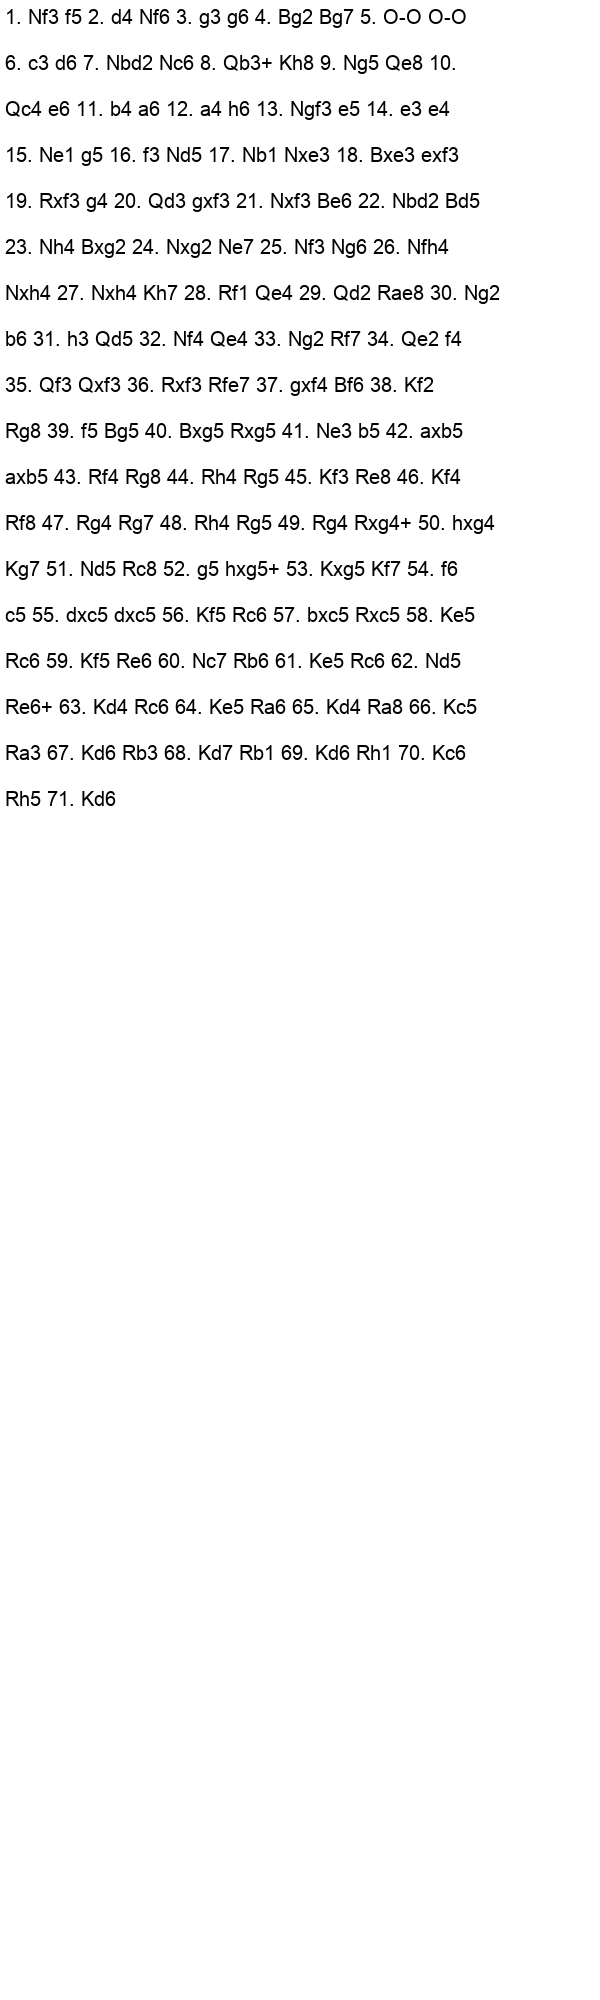 1. Nf3 f5 2. d4 Nf6 3. g3 g6 4. Bg2 Bg7 5. O-O O-O
6. c3 d6 7. Nbd2 Nc6 8. Qb3+ Kh8 9. Ng5 Qe8 10.
Qc4 e6 11. b4 a6 12. a4 h6 13. Ngf3 e5 14. e3 e4
15. Ne1 g5 16. f3 Nd5 17. Nb1 Nxe3 18. Bxe3 exf3
19. Rxf3 g4 20. Qd3 gxf3 21. Nxf3 Be6 22. Nbd2 Bd5
23. Nh4 Bxg2 24. Nxg2 Ne7 25. Nf3 Ng6 26. Nfh4
Nxh4 27. Nxh4 Kh7 28. Rf1 Qe4 29. Qd2 Rae8 30. Ng2
b6 31. h3 Qd5 32. Nf4 Qe4 33. Ng2 Rf7 34. Qe2 f4
35. Qf3 Qxf3 36. Rxf3 Rfe7 37. gxf4 Bf6 38. Kf2
Rg8 39. f5 Bg5 40. Bxg5 Rxg5 41. Ne3 b5 42. axb5
axb5 43. Rf4 Rg8 44. Rh4 Rg5 45. Kf3 Re8 46. Kf4
Rf8 47. Rg4 Rg7 48. Rh4 Rg5 49. Rg4 Rxg4+ 50. hxg4
Kg7 51. Nd5 Rc8 52. g5 hxg5+ 53. Kxg5 Kf7 54. f6
c5 55. dxc5 dxc5 56. Kf5 Rc6 57. bxc5 Rxc5 58. Ke5
Rc6 59. Kf5 Re6 60. Nc7 Rb6 61. Ke5 Rc6 62. Nd5
Re6+ 63. Kd4 Rc6 64. Ke5 Ra6 65. Kd4 Ra8 66. Kc5
Ra3 67. Kd6 Rb3 68. Kd7 Rb1 69. Kd6 Rh1 70. Kc6
Rh5 71. Kd6